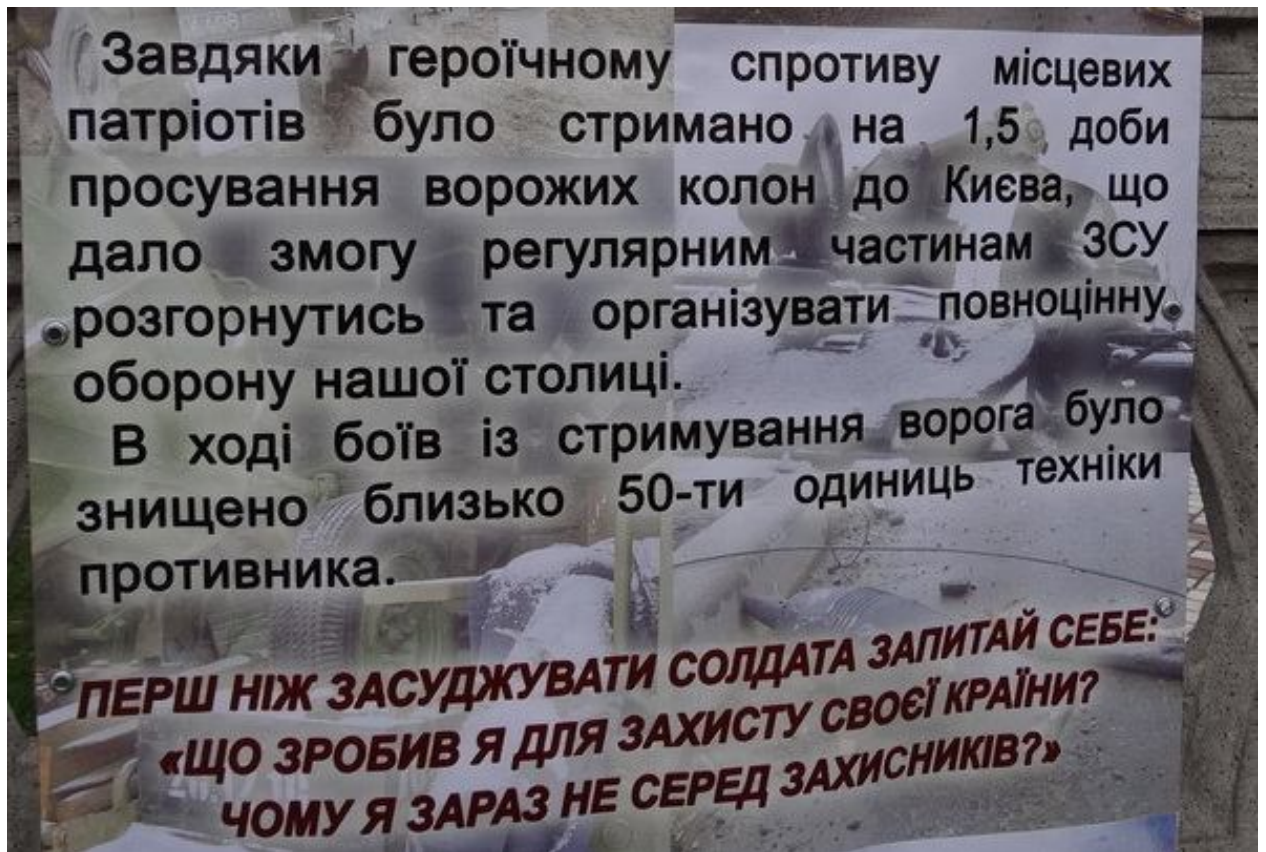 Завдяки героїчному спротиву місцевих
патріотів було стримано на 1,5 доби
просування ворожих колон до Києва, що
дало змогу регулярним частинам ЗСУ
розгорнутись та організувати повноцінну
оборону нашої столиці.
В ході боїв із стримування ворога було
знищено близько 50-ти одиниць техніки
противника.
ПЕРШ НІЖ ЗАСУДЖУВАТИ СОЛДАТА ЗАПИТАЙ СЕБЕ:
«ЩО ЗРОБИВ Я ДЛЯ ЗАХИСТУ СВОЄЇ КРАЇНИ?
ЧОМУ Я ЗАРАЗ НЕ СЕРЕД ЗАХИСНИКІВ?»